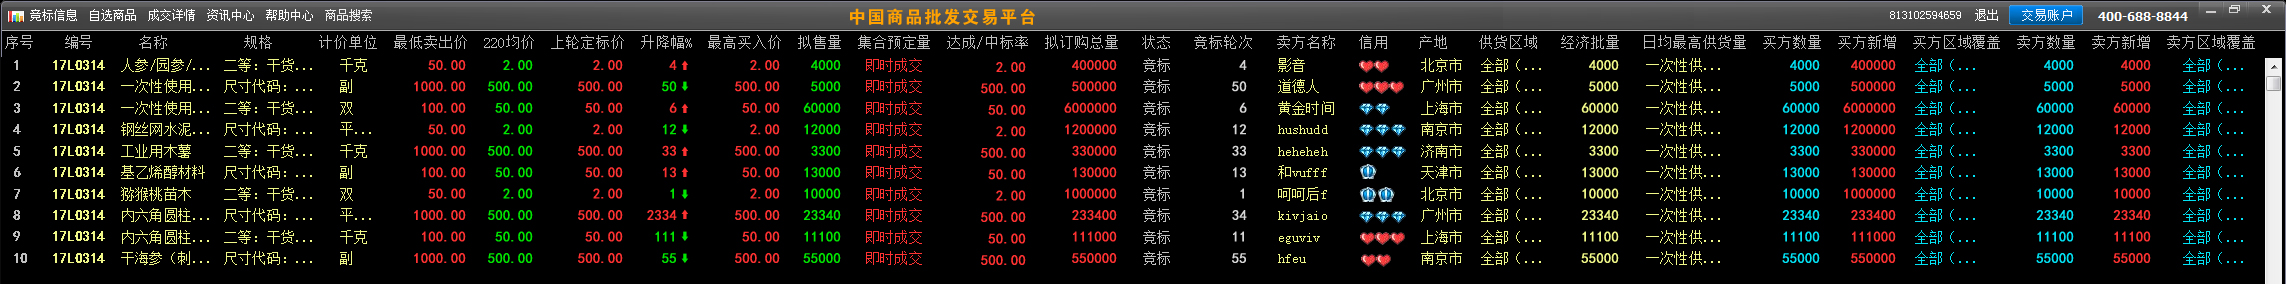 竞标信息 自选商品 成交详情 资讯中心 帮助中心 商品搜索 中国商品批发交易平台 813102594659 退出 交易账户 400-688-8844
序号 编号 名称 规格 计价单位 最低卖出价 220均价 上轮定标价 升降幅% 最高买入价 拟售量 集合预定量 达成/中标率 拟订购总量 状态 竞标轮次 卖方名称 信用 产地 供货区域 经济批量 日均最高供货量 买方数量 买方新增 买方区域覆盖 卖方数量 卖方新增 卖方区域覆盖
1 17L0314 人参/园参/... 二等：干货... 千克 50.00 2.00 2.00 4⬆ 2.00 4000 即时成交 2.00 400000 竞标 4 影音 北京市 全部（... 4000 一次性供... 4000 400000 全部（... 4000 4000 全部（...
2 17L0314 一次性使用... 尺寸代码：... 副 1000.00 500.00 500.00 50⬇ 500.00 5000 即时成交 500.00 500000 竞标 50 道德人 广州市 全部（... 5000 一次性供... 5000 500000 全部（... 5000 5000 全部（...
3 17L0314 一次性使用... 二等：干货... 双 100.00 50.00 50.00 6⬆ 50.00 60000 即时成交 50.00 6000000 竞标 6 黄金时间 上海市 全部（... 60000 一次性供... 60000 6000000 全部（... 60000 60000 全部（...
4 17L0314 钢丝网水泥... 尺寸代码：... 平... 50.00 2.00 2.00 12⬇ 2.00 12000 即时成交 2.00 1200000 竞标 12 hushudd 南京市 全部（... 12000 一次性供... 12000 1200000 全部（... 12000 12000 全部（...
5 17L0314 工业用木薯 二等：干货... 千克 1000.00 500.00 500.00 33⬆ 500.00 3300 即时成交 500.00 330000 竞标 33 heheheh 济南市 全部（... 3300 一次性供... 3300 330000 全部（... 3300 3300 全部（...
6 17L0314 基乙烯醇材料 尺寸代码：... 副 100.00 50.00 50.00 13⬆ 50.00 13000 即时成交 50.00 130000 竞标 13 和vufff 天津市 全部（... 13000 一次性供... 13000 130000 全部（... 13000 13000 全部（...
7 17L0314 猕猴桃苗木 二等：干货... 双 50.00 2.00 2.00 1⬇ 2.00 10000 即时成交 2.00 1000000 竞标 1 呵呵后f 北京市 全部（... 10000 一次性供... 10000 1000000 全部（... 10000 10000 全部（...
8 17L0314 内六角圆柱... 尺寸代码：... 平... 1000.00 500.00 500.00 2334⬆ 500.00 23340 即时成交 500.00 233400 竞标 34 kivjaio 广州市 全部（... 23340 一次性供... 23340 233400 全部（... 23340 23340 全部（...
9 17L0314 内六角圆柱... 二等：干货... 千克 100.00 50.00 50.00 111⬇ 50.00 11100 即时成交 50.00 111000 竞标 11 eguviv 上海市 全部（... 11100 一次性供... 11100 111000 全部（... 11100 11100 全部（...
10 17L0314 干海参（刺... 尺寸代码：... 副 1000.00 500.00 500.00 55⬇ 500.00 55000 即时成交 500.00 550000 竞标 55 hfeu 南京市 全部（... 55000 一次性供... 55000 550000 全部（... 55000 55000 全部（...